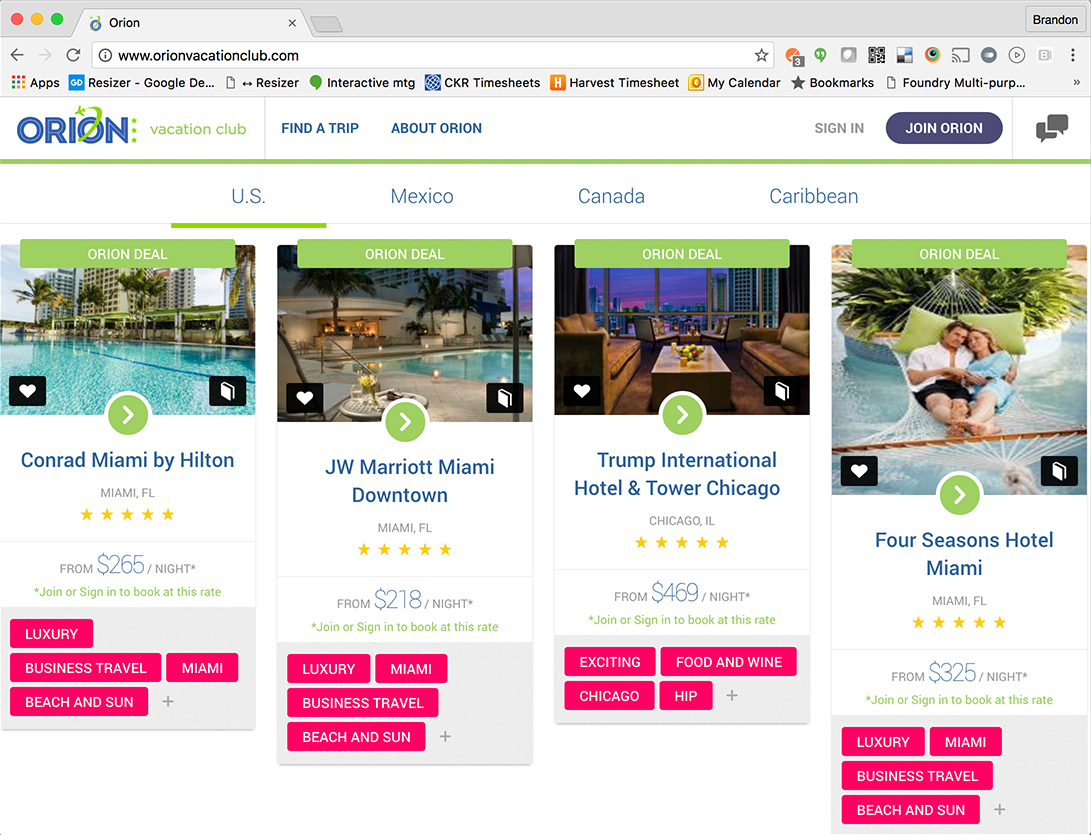 Orion
Brandon
www.orionvacationclub.com
3
Apps
GD Resizer - Google De...
↔ Resizer
Interactive mtg
CKR Timesheets
H Harvest Timesheet
My Calendar
Bookmarks
Foundry Multi-purp...
»
ORION vacation club
FIND A TRIP
ABOUT ORION
SIGN IN
JOIN ORION
U.S.
Mexico
Canada
Caribbean
ORION DEAL
Conrad Miami by Hilton
MIAMI, FL
FROM $265 / NIGHT*
*Join or Sign in to book at this rate
LUXURY
BUSINESS TRAVEL MIAMI
BEACH AND SUN +
ORION DEAL
JW Marriott Miami
Downtown
MIAMI, FL
FROM $218 / NIGHT*
*Join or Sign in to book at this rate
LUXURY MIAMI
BUSINESS TRAVEL
BEACH AND SUN +
ORION DEAL
Trump International
Hotel & Tower Chicago
CHICAGO, IL
FROM $469 / NIGHT*
*Join or Sign in to book at this rate
EXCITING FOOD AND WINE
CHICAGO HIP +
ORION DEAL
Four Seasons Hotel
Miami
MIAMI, FL
FROM $325 / NIGHT*
*Join or Sign in to book at this rate
LUXURY MIAMI
BUSINESS TRAVEL
BEACH AND SUN +